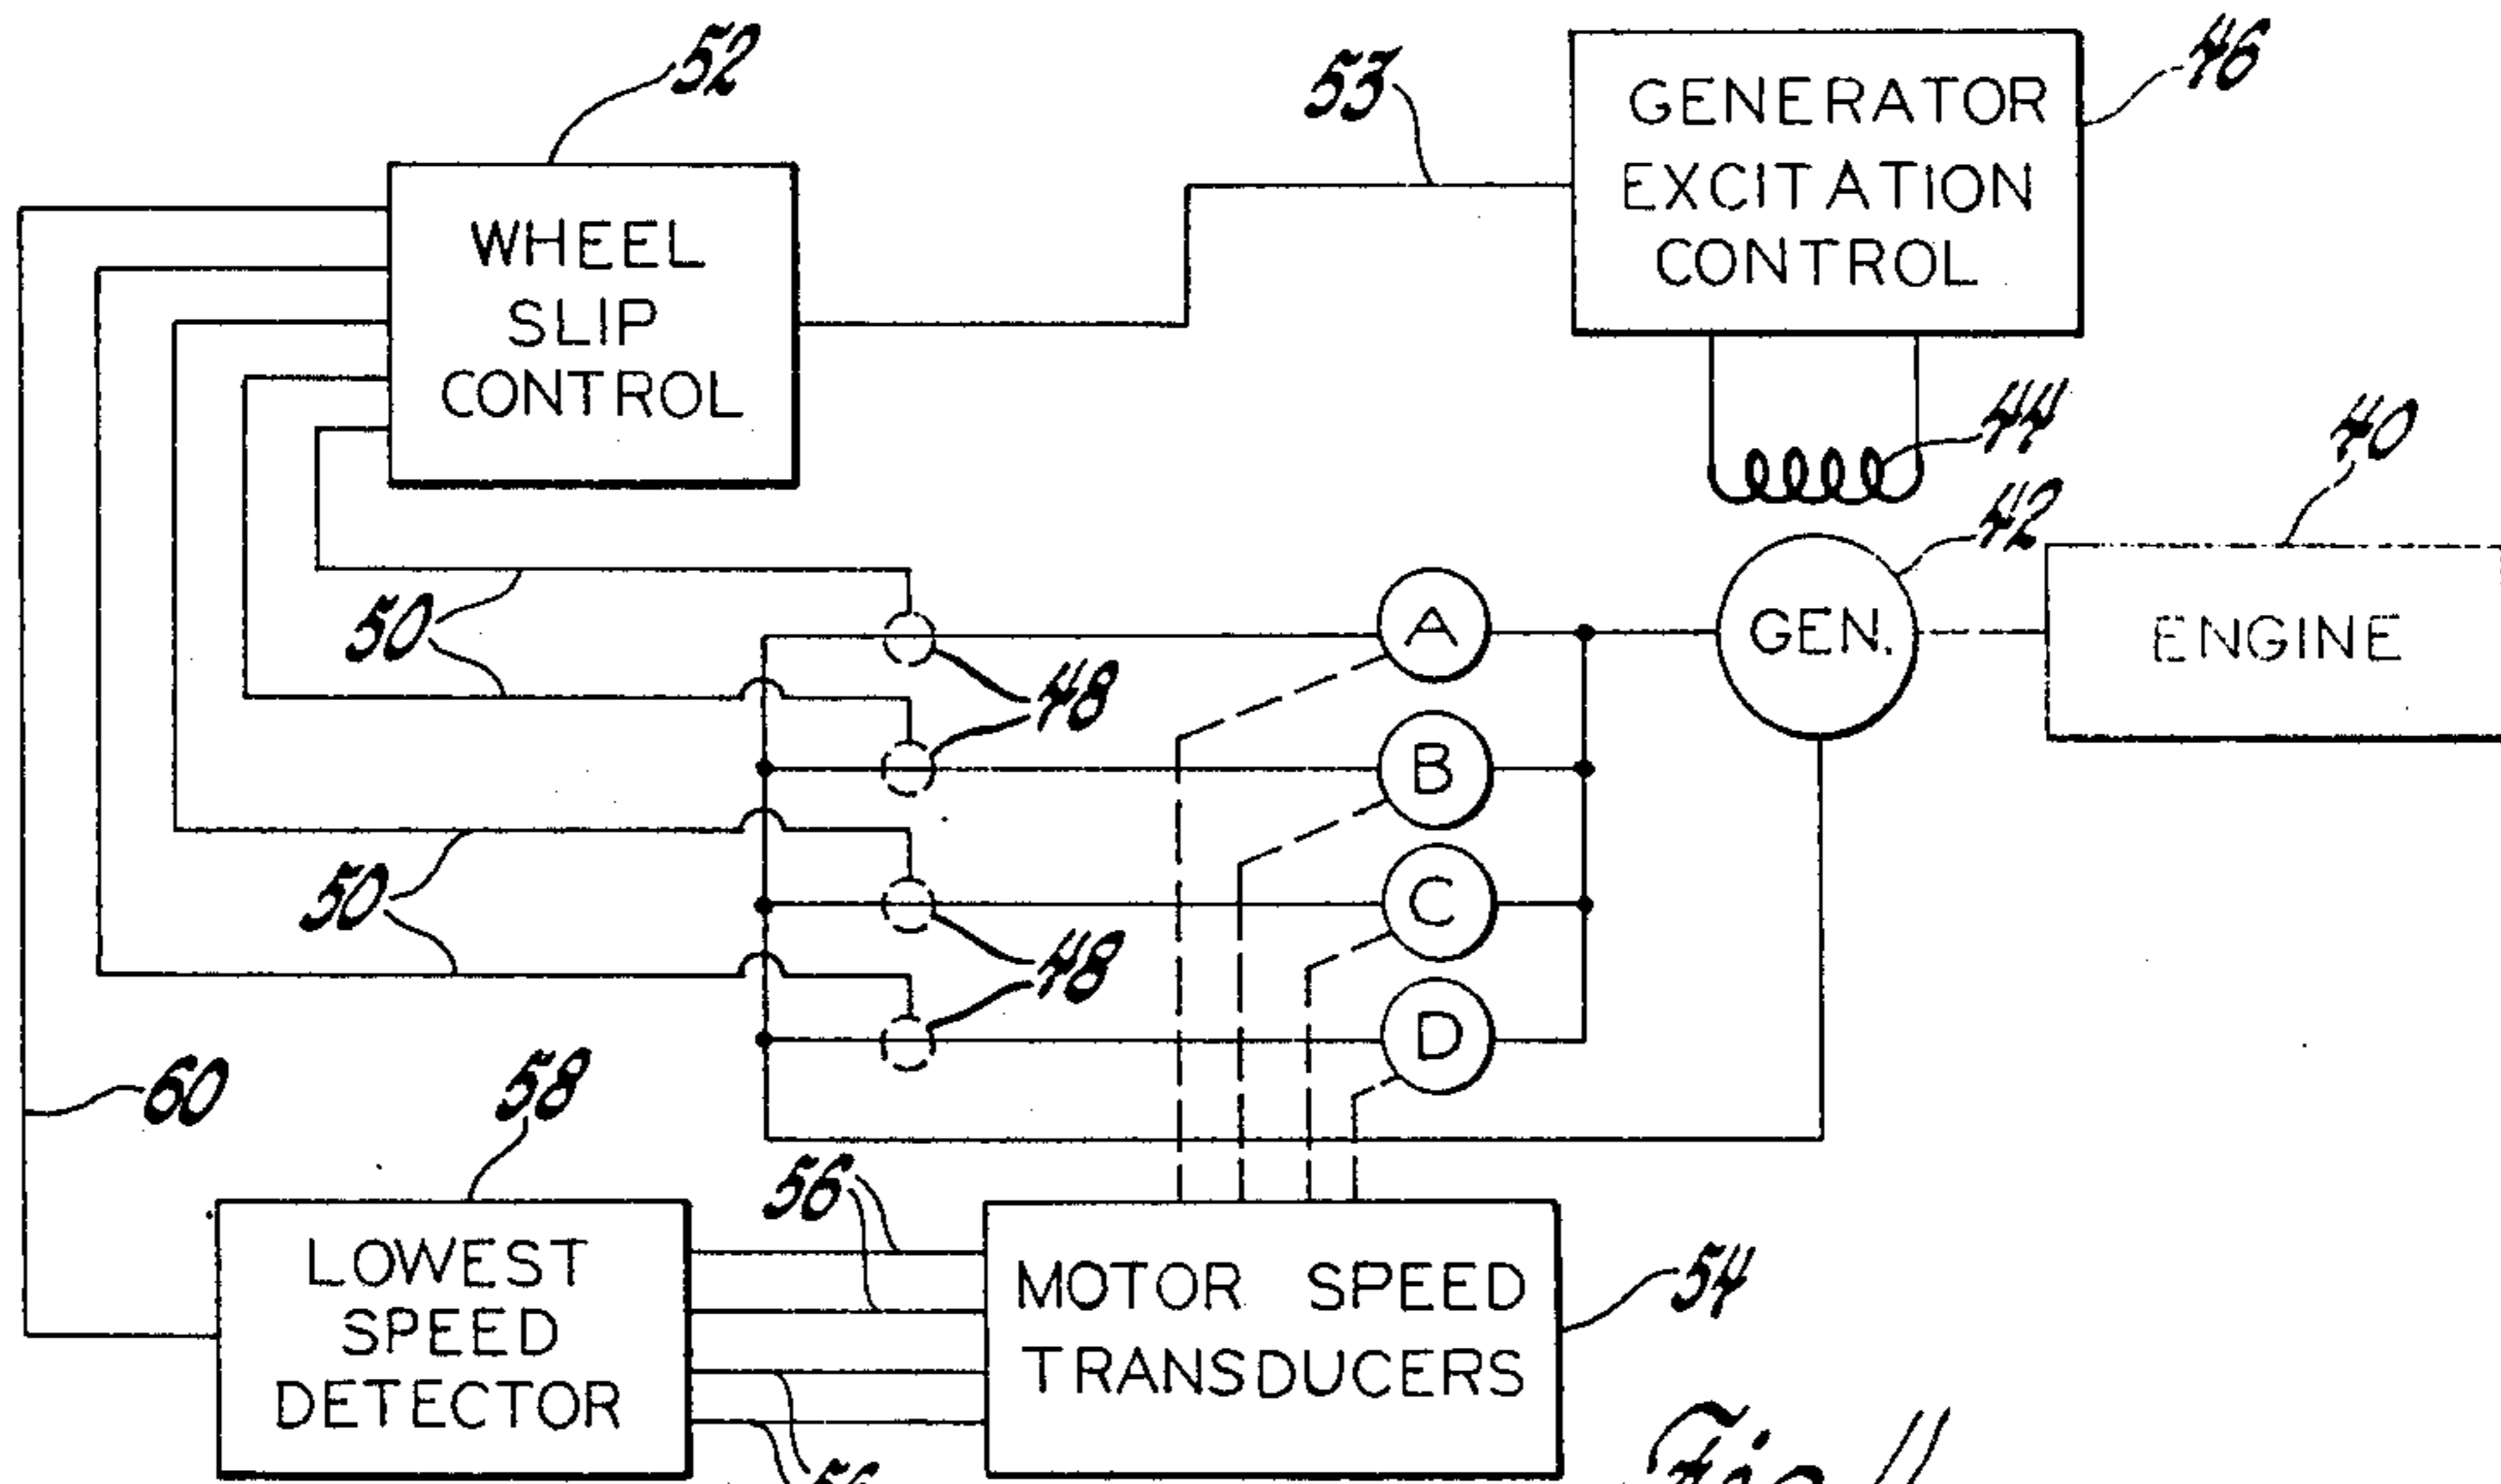 52
53
46
GENERATOR
EXCITATION
CONTROL
WHEEL
SLIP
CONTROL
44
40
42
50
A
GEN.
ENGINE
48
B
50
C
48
D
60
58
56
LOWEST
SPEED
DETECTOR
MOTOR SPEED
TRANSDUCERS
54
56